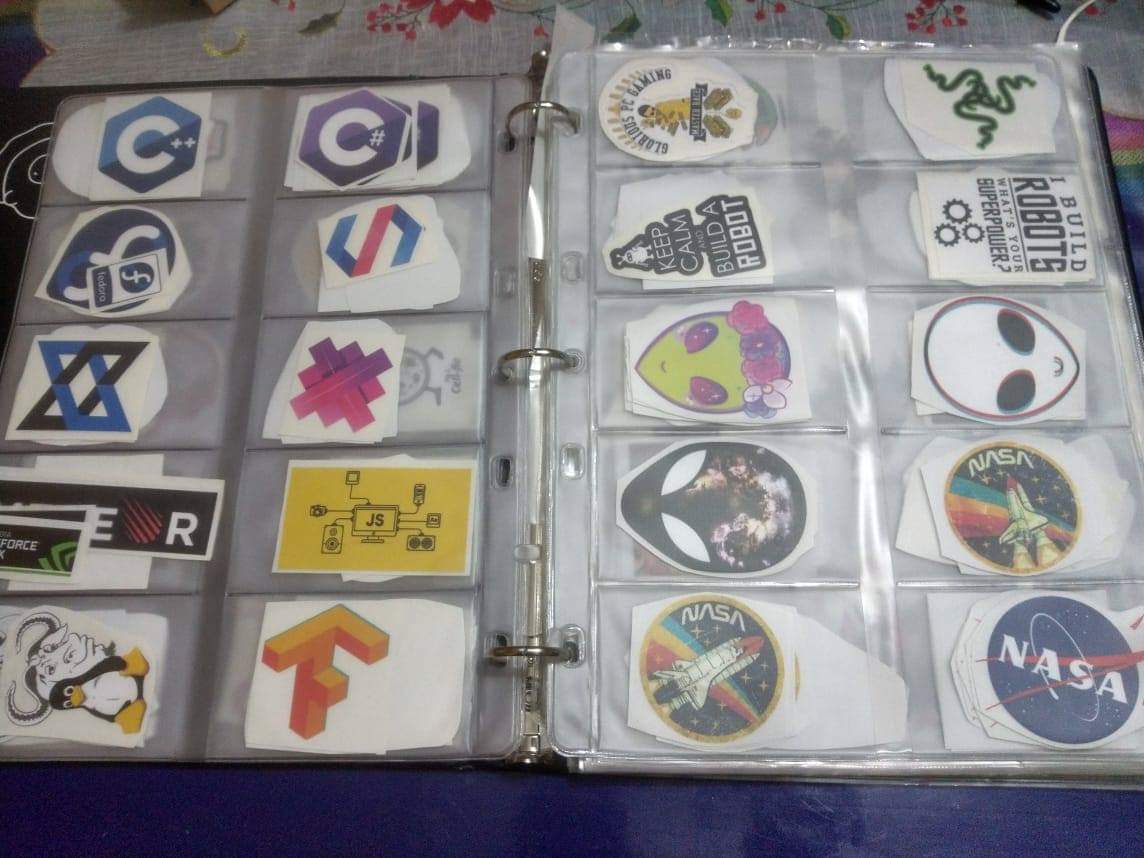 C++
C#
f
fedora
E R
FORCE
X
JS
GLORIOUS PC GAMING
MASTER RACE
KEEP
CALM
AND
BUILD A
ROBOT
I BUILD
ROBOTS
WHAT'S YOUR
SUPERPOWER?
NASA
NASA
NASA